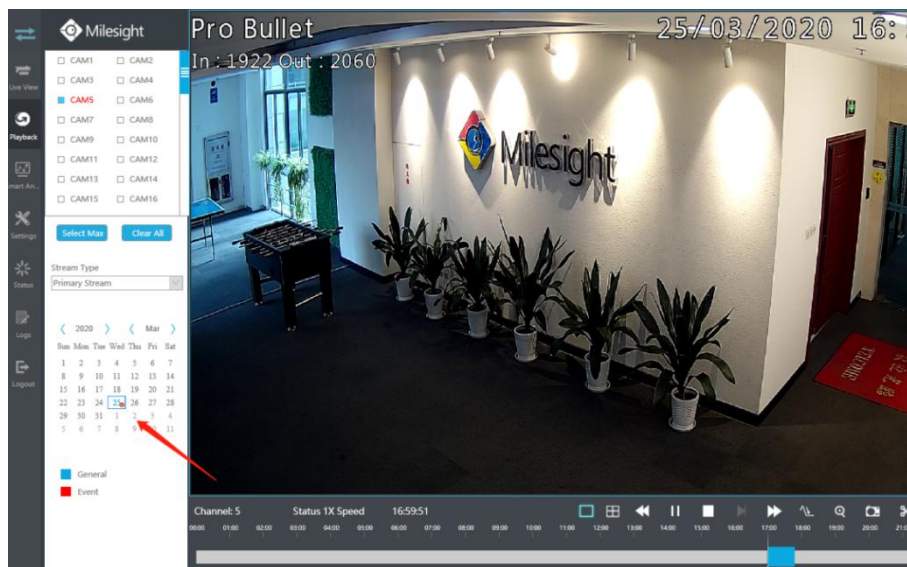 Milesight
Live View
Playback
Smart An...
Settings
Status
Logs
Logout
CAM1 CAM2
CAM3 CAM4
CAM5 CAM6
CAM7 CAM8
CAM9 CAM10
CAM11 CAM12
CAM13 CAM14
CAM15 CAM16
Select Max Clear All
Stream Type
Primary Stream
2020 Mar
Sun Mon Tue Wed Thu Fri Sat
1 2 3 4 5 6 7
8 9 10 11 12 13 14
15 16 17 18 19 20 21
22 23 24 25 26 27 28
29 30 31 1 2 3 4
5 6 7 8 9 10 11
General
Event
Pro Bullet 25/03/2020 16:
In : 1922 Out : 2060
Milesight
Channel: 5 Status 1X Speed 16:59:51
00:00 01:00 02:00 03:00 04:00 05:00 06:00 07:00 08:00 09:00 10:00 11:00 12:00 13:00 14:00 15:00 16:00 17:00 18:00 19:00 20:00 21:0